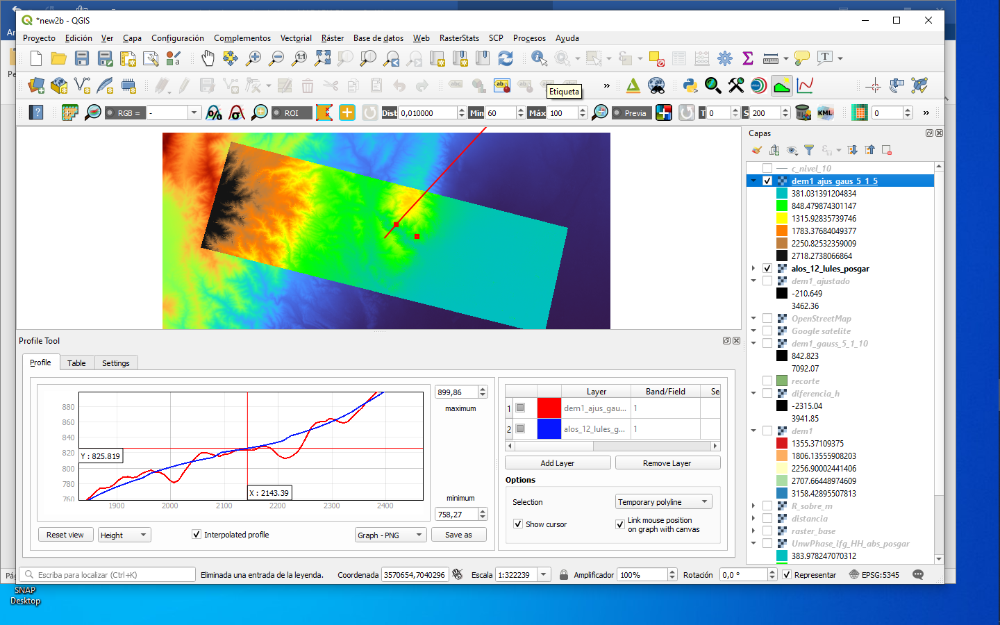 *new2b - QGIS
Proyecto Edición Ver Capa Configuración Complementos Vectorial Ráster Base de datos Web RasterStats SCP Procesos Ayuda
Etiqueta
RGB = - ROI Dist 0,010000 Min 60 Máx 100 Previa T 0 S 200 KML 0
Capas
c_nivel_10
dem1_ajus_gaus_5_1_5
381.031391204834
848.479874301147
1315.92835739746
1783.37684049377
2250.82532359009
2718.2738066864
alos_12_lules_posgar
dem1_ajustado
-210.649
3462.36
OpenStreetMap
Google satelite
dem1_gauss_5_1_10
842.823
7092.07
recorte
diferencia_h
-2315.04
3941.85
dem1
1355.37109375
1806.13555908203
2256.90002441406
2707.66448974609
3158.42895507813
R_sobre_m
distancia
raster_base
UnwPhase_ifg_HH_abs_posgar
383.978247070312
Profile Tool
Profile Table Settings
880
860
840
820
800
780
760
Y : 825.819
X : 2143.39
1900 2000 2100 2200 2300 2400
899,86
maximum
minimum
758,27
Reset view Height Interpolated profile Graph - PNG Save as
Layer Band/Field Se
1 dem1_ajus_gau... 1
2 alos_12_lules_g... 1
Add Layer Remove Layer
Options
Selection Temporary polyline
Show cursor Link mouse position
on graph with canvas
Escriba para localizar (Ctrl+K) Eliminada una entrada de la leyenda. Coordenada 3570654,7040296 Escala 1:322239 Amplificador 100% Rotación 0,0 ° Representar EPSG:5345
SNAP
Desktop